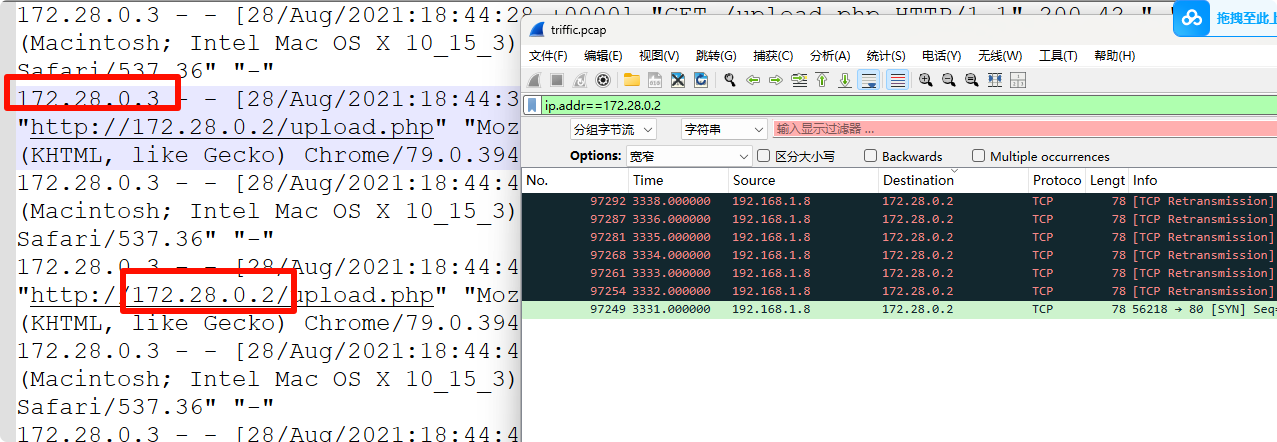 172.28.0.3 - - [28/Aug/2021:18:44:28 +0000] "GET /upload.php HTTP/1.1" 200 42 "
(Macintosh; Intel Mac OS X 10_15_3)
Safari/537.36" "-"
172.28.0.3 - - [28/Aug/2021:18:44:3
"http://172.28.0.2/upload.php" "Moz
(KHTML, like Gecko) Chrome/79.0.394
172.28.0.3 - - [28/Aug/2021:18:44:4
(Macintosh; Intel Mac OS X 10_15_3)
Safari/537.36" "-"
172.28.0.3 - - [28/Aug/2021:18:44:4
"http://172.28.0.2/upload.php" "Moz
(KHTML, like Gecko) Chrome/79.0.394
172.28.0.3 - - [28/Aug/2021:18:44:4
(Macintosh; Intel Mac OS X 10_15_3)
Safari/537.36" "-"
172.28.0.3 - - [28/Aug/2021:18:44:4
拖拽至此上
triffic.pcap
文件(F) 编辑(E) 视图(V) 跳转(G) 捕获(C) 分析(A) 统计(S) 电话(Y) 无线(W) 工具(T) 帮助(H)
ip.addr==172.28.0.2
分组字节流 字符串 输入显示过滤器 …
Options: 宽窄 区分大小写 Backwards Multiple occurrences
No. Time Source Destination Protoco Lengt Info
97292 3338.000000 192.168.1.8 172.28.0.2 TCP 78 [TCP Retransmission]
97287 3336.000000 192.168.1.8 172.28.0.2 TCP 78 [TCP Retransmission]
97281 3335.000000 192.168.1.8 172.28.0.2 TCP 78 [TCP Retransmission]
97268 3334.000000 192.168.1.8 172.28.0.2 TCP 78 [TCP Retransmission]
97261 3333.000000 192.168.1.8 172.28.0.2 TCP 78 [TCP Retransmission]
97254 3332.000000 192.168.1.8 172.28.0.2 TCP 78 [TCP Retransmission]
97249 3331.000000 192.168.1.8 172.28.0.2 TCP 78 56218 → 80 [SYN] Seq=